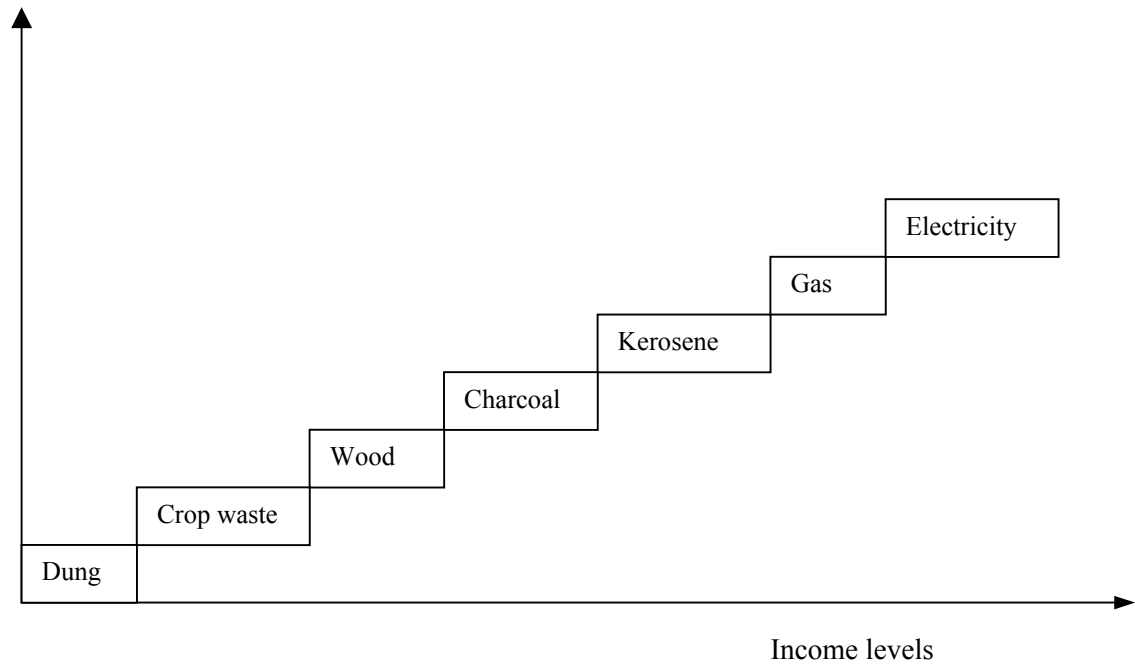 Electricity
Gas
Kerosene
Charcoal
Wood
Crop waste
Dung
Income levels